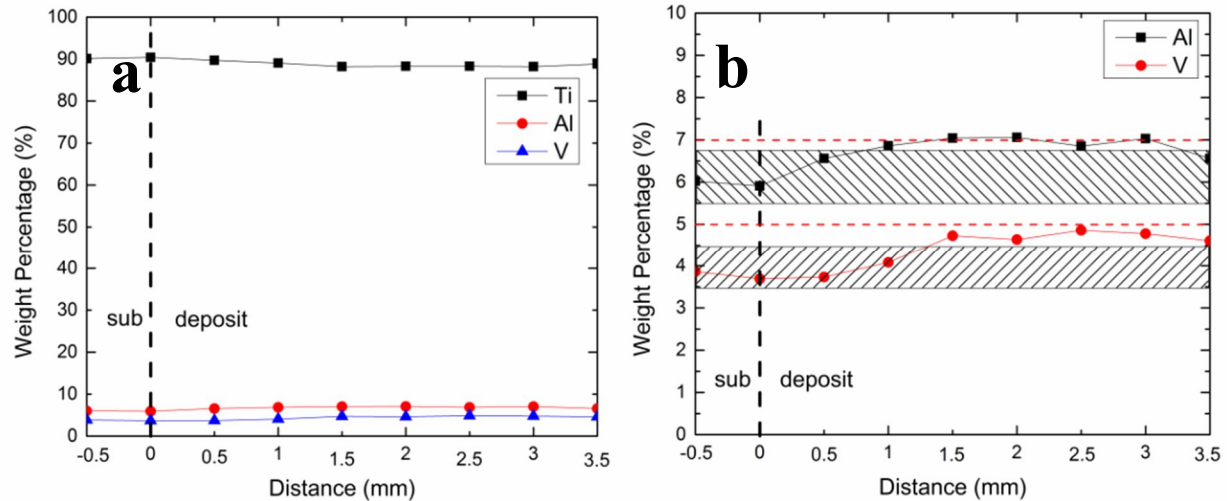 a
100
90
80
70
60
50
40
30
20
10
0
Weight Percentage (%)
Ti
Al
V
sub
deposit
-0.5 0 0.5 1 1.5 2 2.5 3 3.5
Distance (mm)
b
10
9
8
7
6
5
4
3
2
1
0
Weight Percentage (%)
Al
V
sub
deposit
-0.5 0 0.5 1 1.5 2 2.5 3 3.5
Distance (mm)